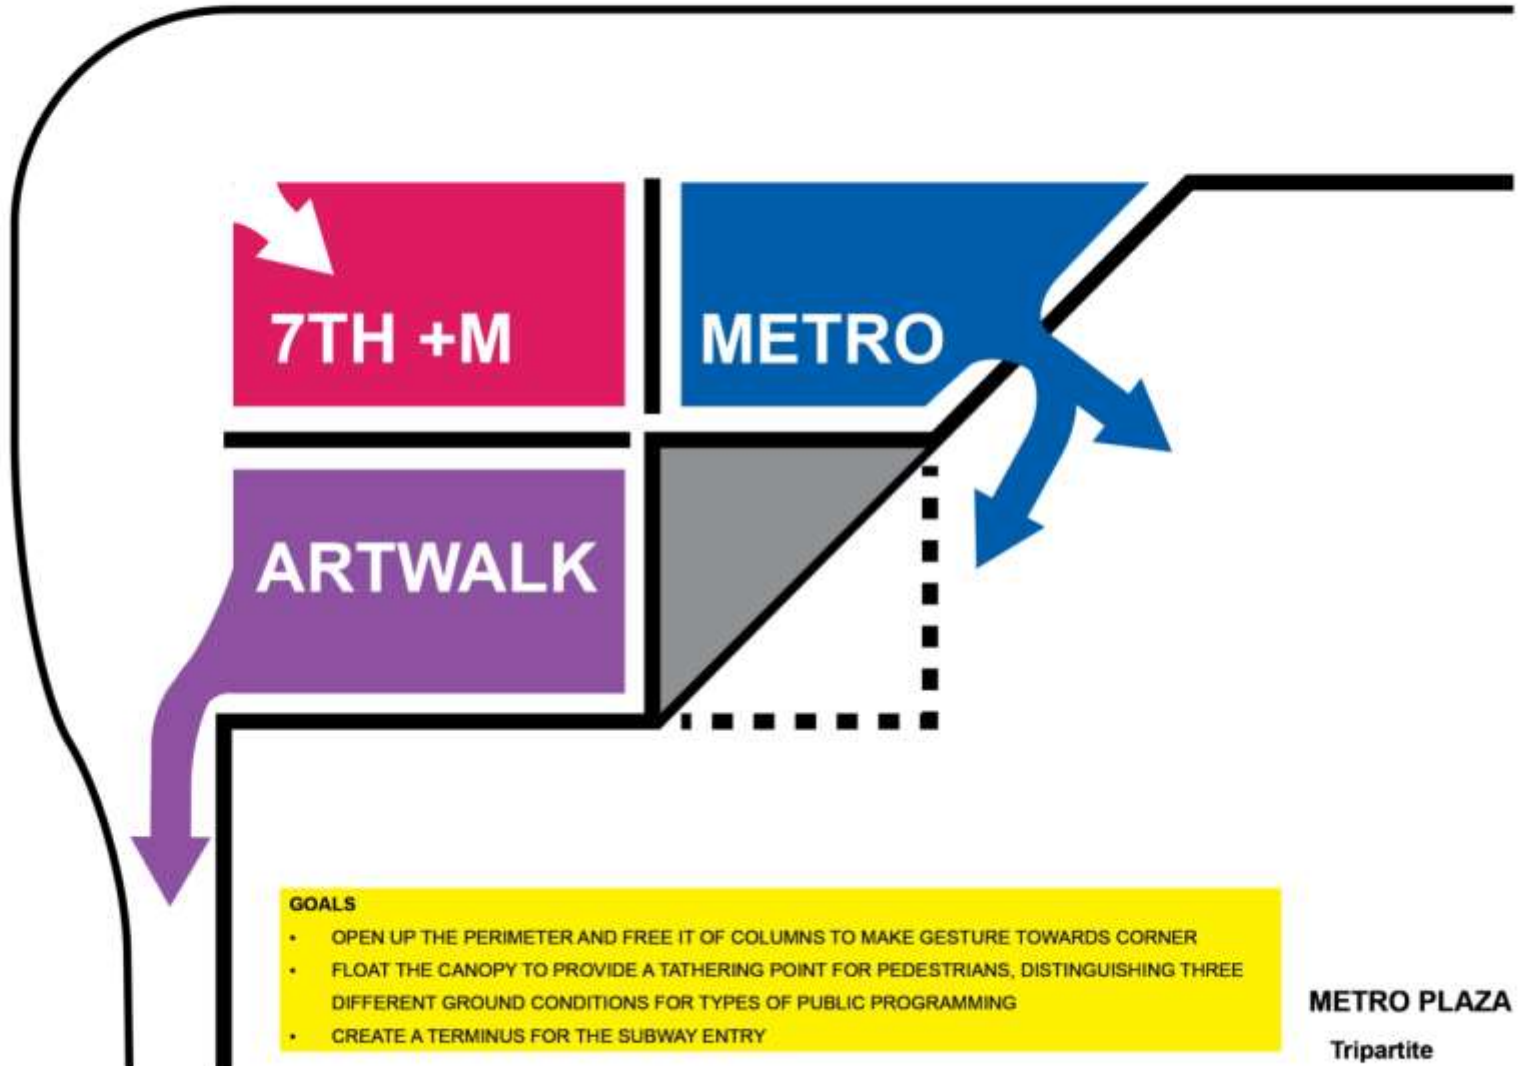 7TH +M
METRO
ARTWALK
GOALS
• OPEN UP THE PERIMETER AND FREE IT OF COLUMNS TO MAKE GESTURE TOWARDS CORNER
• FLOAT THE CANOPY TO PROVIDE A TATHERING POINT FOR PEDESTRIANS, DISTINGUISHING THREE
DIFFERENT GROUND CONDITIONS FOR TYPES OF PUBLIC PROGRAMMING
• CREATE A TERMINUS FOR THE SUBWAY ENTRY
METRO PLAZA
Tripartite